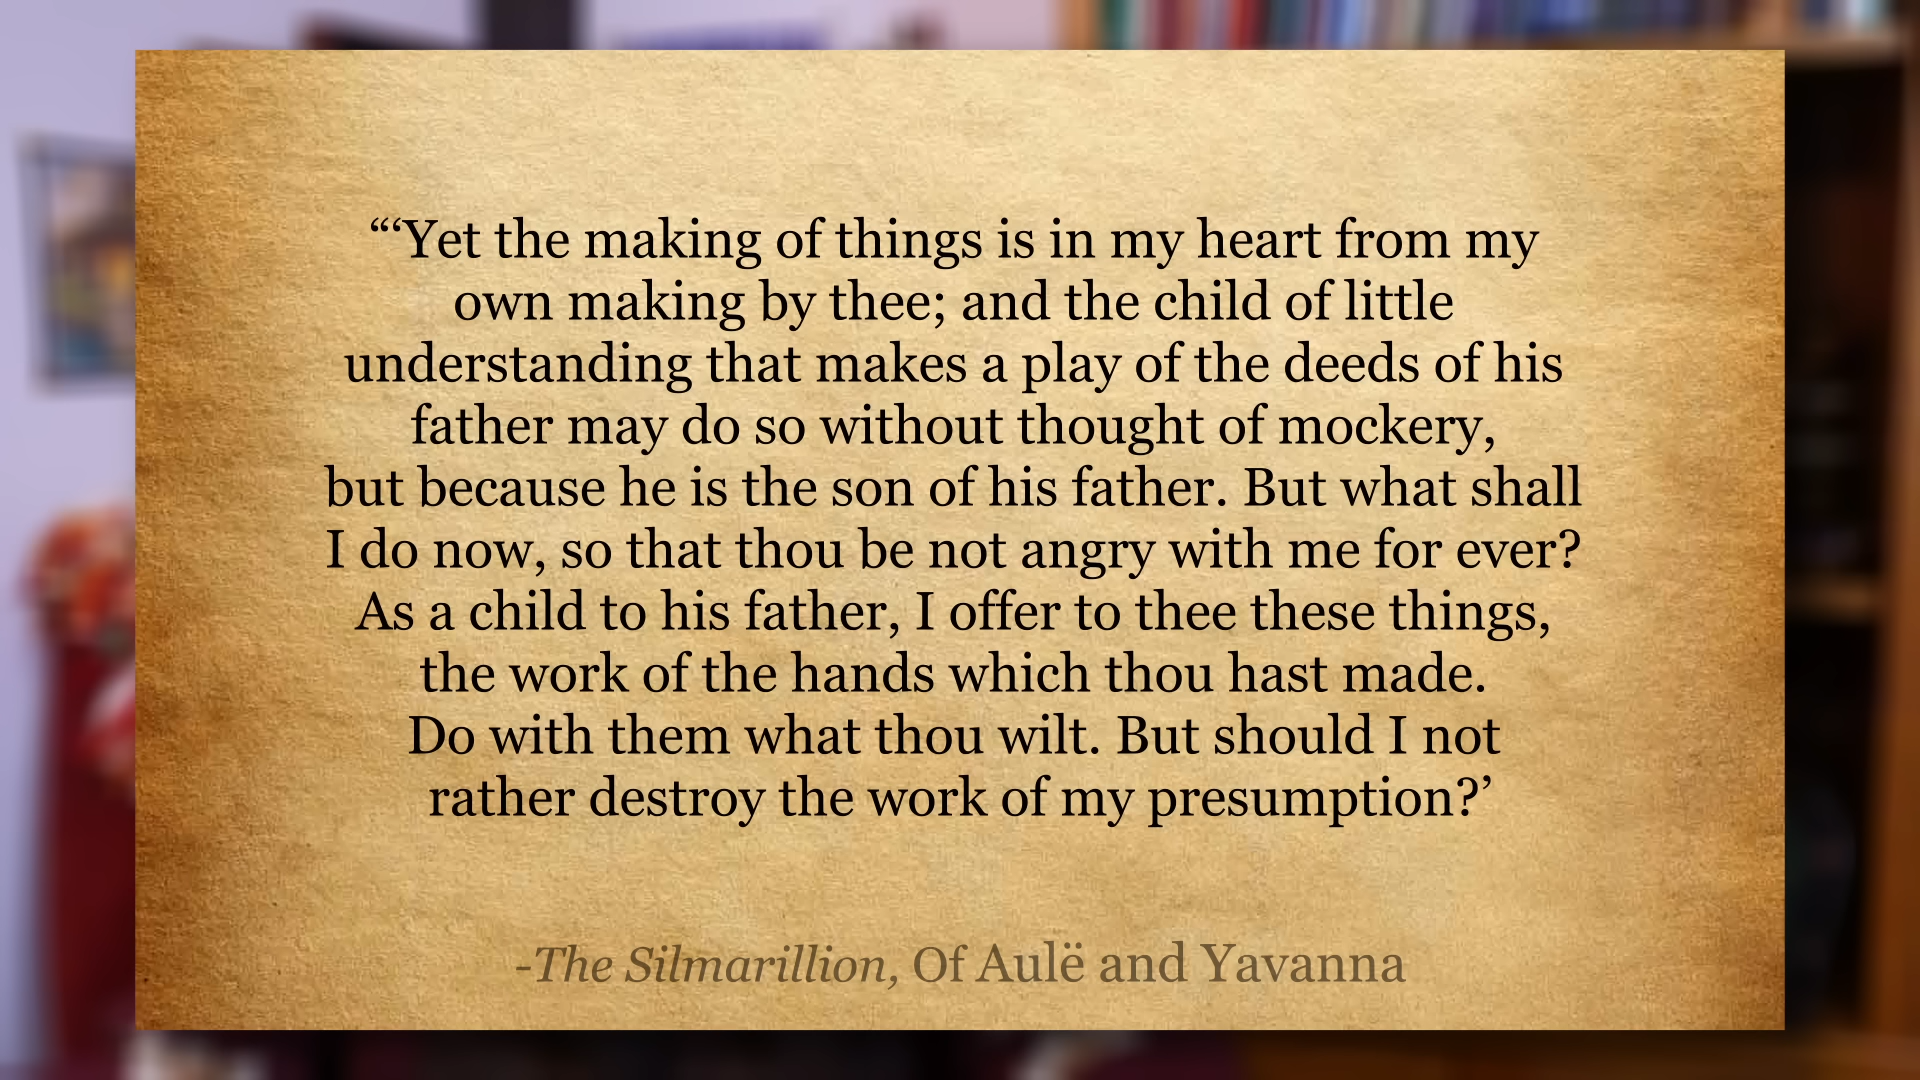 “‘Yet the making of things is in my heart from my
own making by thee; and the child of little
understanding that makes a play of the deeds of his
father may do so without thought of mockery,
but because he is the son of his father. But what shall
I do now, so that thou be not angry with me for ever?
As a child to his father, I offer to thee these things,
the work of the hands which thou hast made.
Do with them what thou wilt. But should I not
rather destroy the work of my presumption?’
-The Silmarillion, Of Aulë and Yavanna